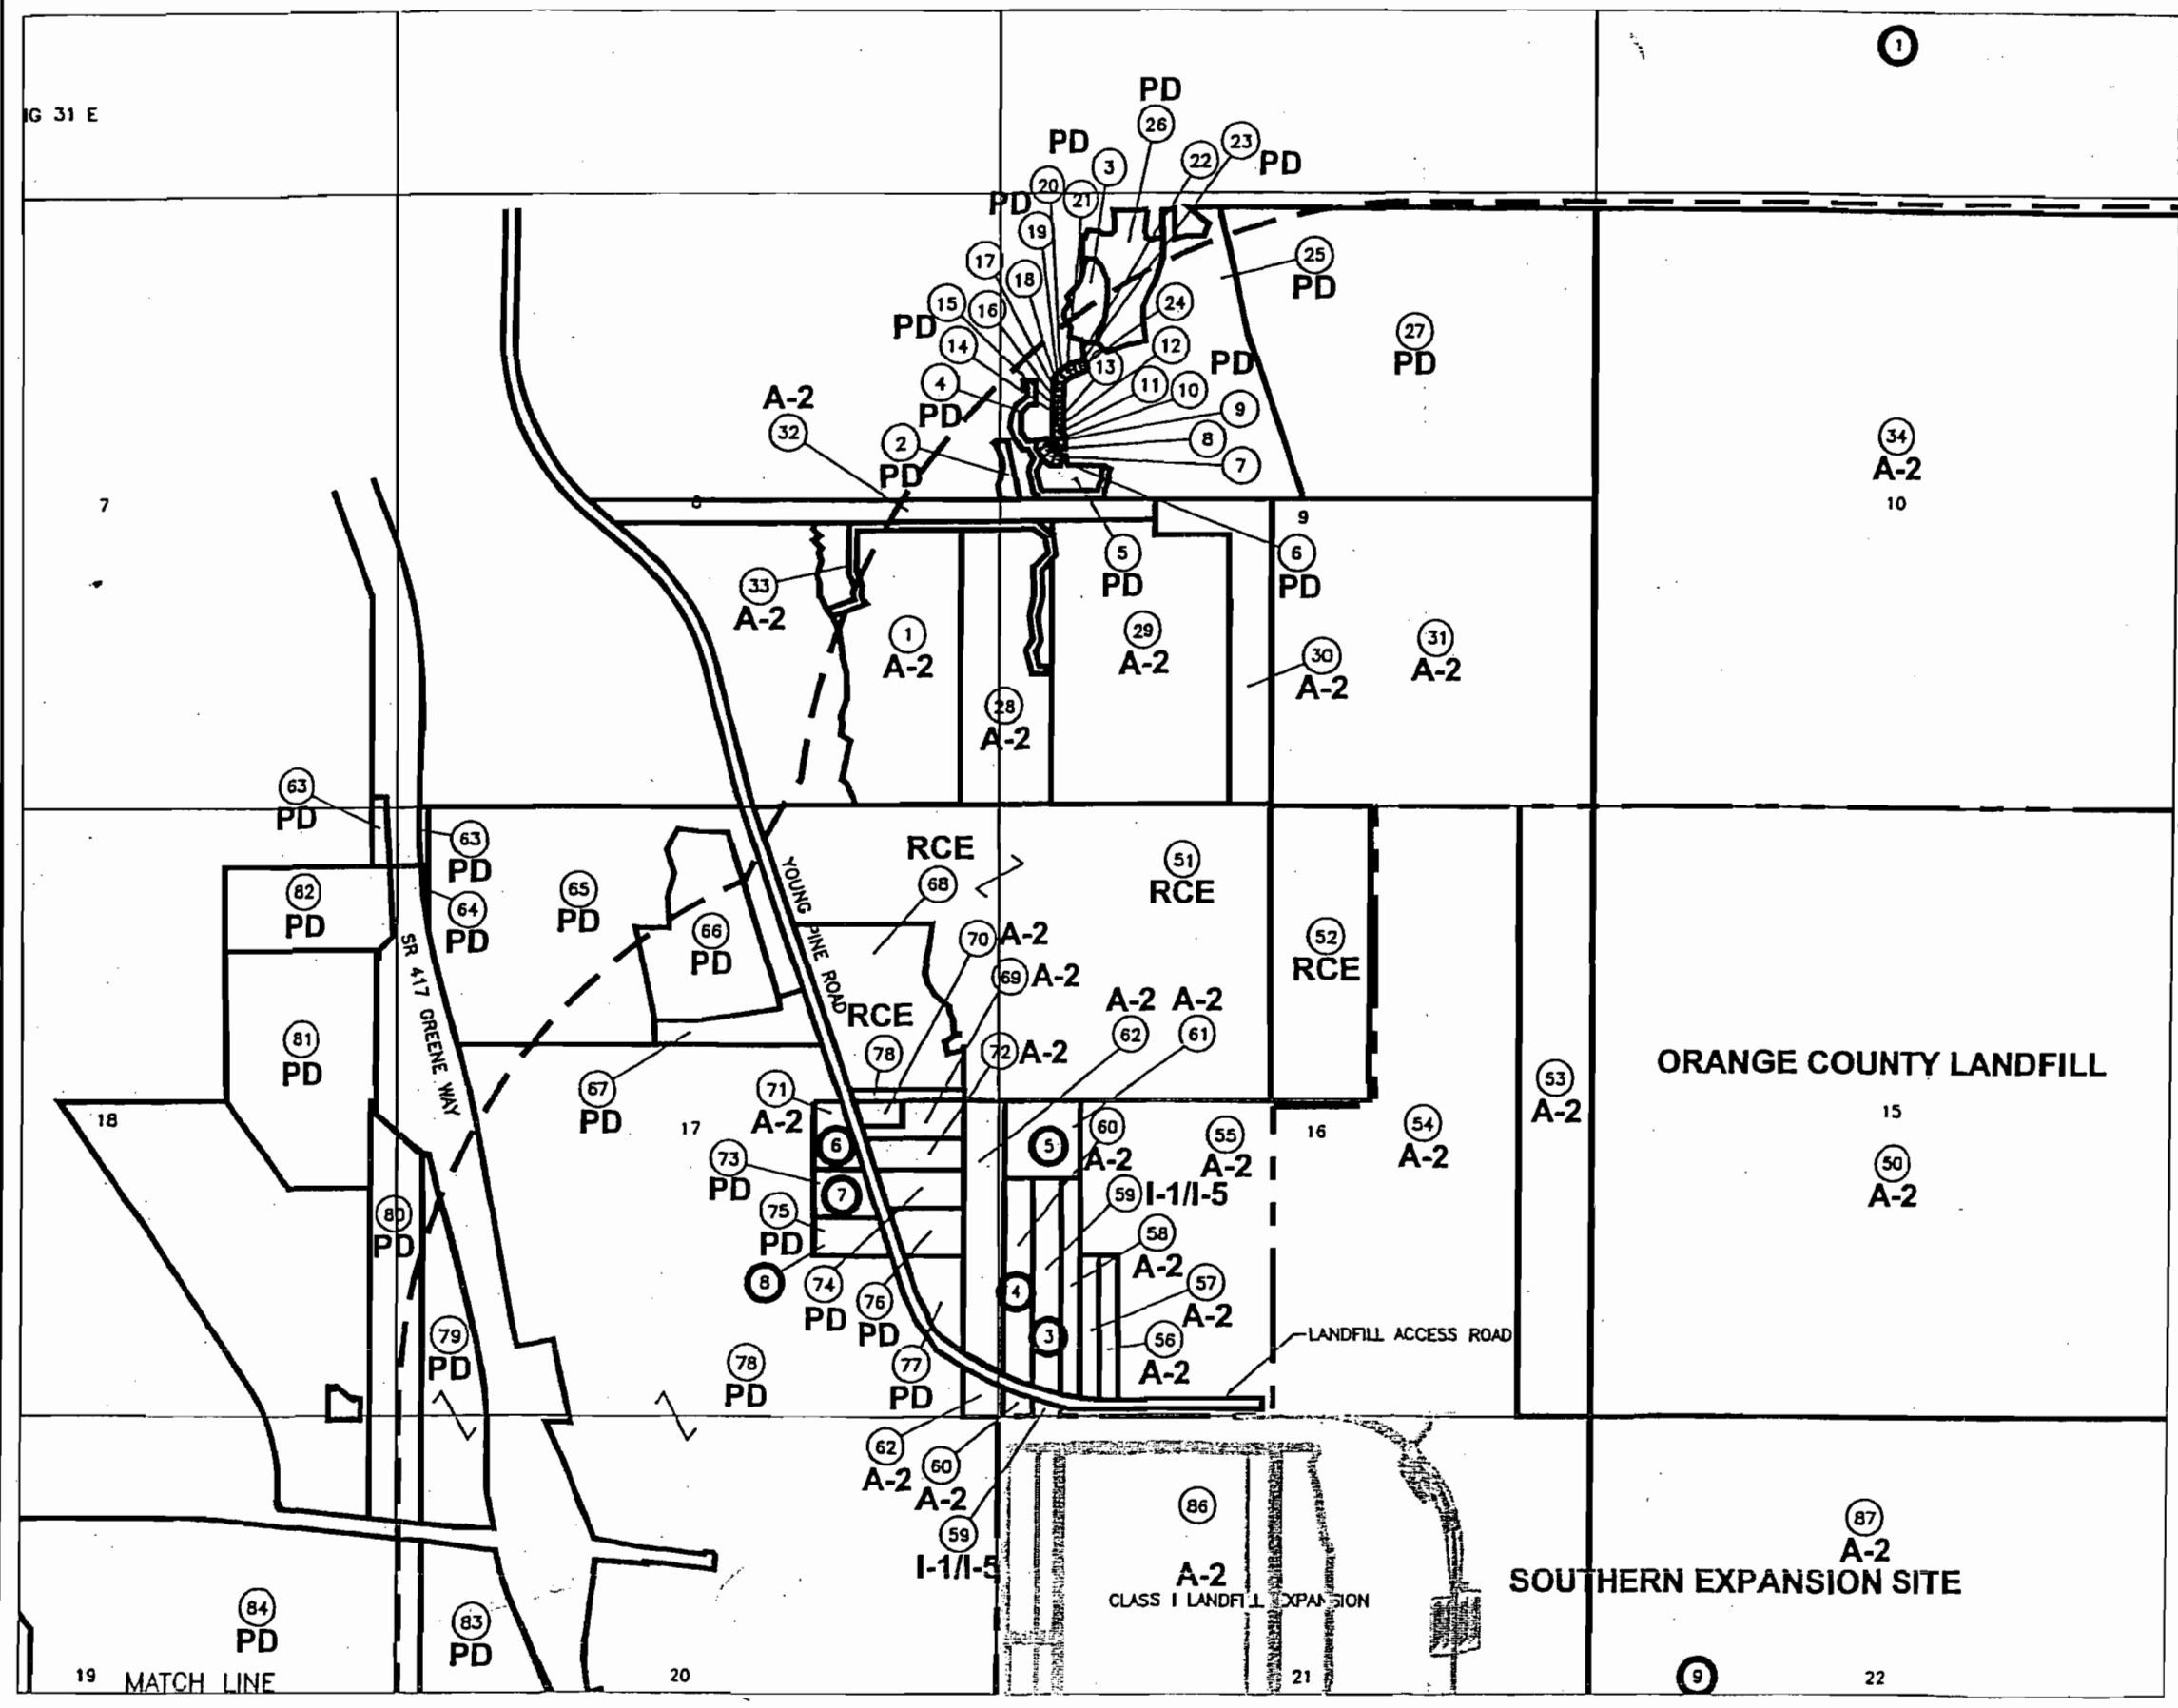 1
IG 31 E
PD
26
PD
3
22
23
PD
20
21
PD
19
17
18
25
PD
15
16
24
PD
14
12
27
PD
13
PD
4
PD
11
10
A-2
32
9
34
A-2
2
PD
8
7
7
8
10
9
5
PD
6
PD
33
A-2
1
A-2
29
A-2
31
A-2
30
A-2
28
A-2
63
PD
63
PD
YOUNG PINE ROAD
RCE
68
51
RCE
82
PD
65
PD
64
PD
66
PD
70 A-2
52
RCE
SR 417 GREENE WAY
69 A-2
A-2 A-2
62
61
RCE
81
PD
78
72 A-2
ORANGE COUNTY LANDFILL
67
PD
71
A-2
53
A-2
18
17
6
5
60
A-2
55
A-2
16
54
A-2
15
73
PD
7
59 I-1/I-5
50
A-2
80
PD
75
PD
58
A-2
8
74
PD
76
PD
4
57
A-2
79
PD
3
56
A-2
LANDFILL ACCESS ROAD
78
PD
77
PD
62
A-2
60
A-2
59
I-1/I-5
86
A-2
CLASS I LANDFILL EXPANSION
87
A-2
SOUTHERN EXPANSION SITE
84
PD
83
PD
19
MATCH LINE
20
21
9
22